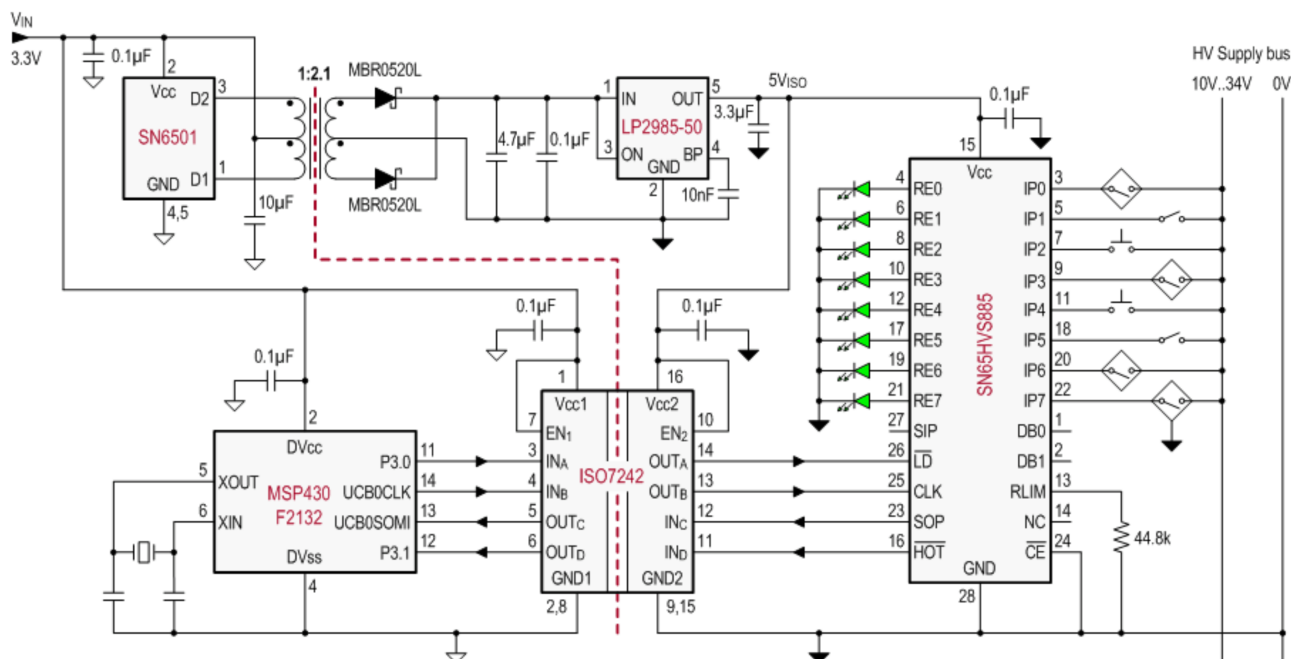 VIN
3.3V
0.1µF
2
Vcc
3
D2
SN6501
1
D1
GND
4,5
10µF
1:2.1
MBR0520L
MBR0520L
4.7µF
0.1µF
1
IN
OUT
5
LP2985-50
3
ON
BP
4
GND
2
10nF
3.3µF
5VISO
0.1µF
HV Supply bus
10V..34V
0V
15
Vcc
4
RE0
IP0
3
6
RE1
IP1
5
8
RE2
IP2
7
10
RE3
IP3
9
12
RE4
IP4
11
17
RE5
IP5
18
19
RE6
IP6
20
21
RE7
IP7
22
27
SIP
DB0
1
26
LD
DB1
2
25
CLK
RLIM
13
23
SOP
NC
14
16
HOT
CE
24
SN65HVS885
GND
28
44.8k
0.1µF
0.1µF
0.1µF
1
16
Vcc1
Vcc2
7
EN1
EN2
10
3
INA
OUTA
14
4
INB
OUTB
13
5
OUTC
INC
12
6
OUTD
IND
11
ISO7242
GND1
GND2
2,8
9,15
2
DVcc
5
XOUT
P3.0
11
MSP430
F2132
UCB0CLK
14
6
XIN
UCB0SOMI
13
P3.1
12
DVss
4